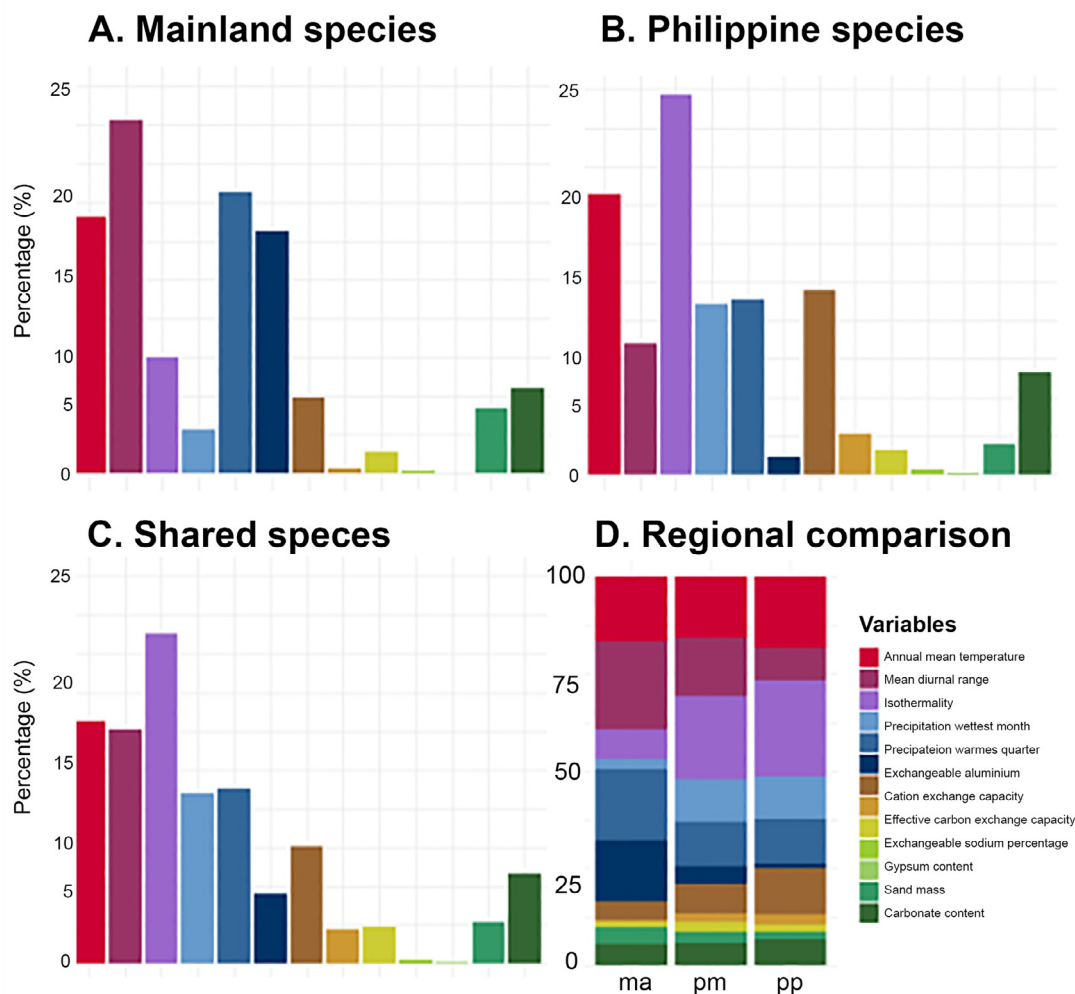 A. Mainland species
25
20
15
10
5
0
Percentage (%)
B. Philippine species
25
20
15
10
5
0
C. Shared speces
25
20
15
10
5
0
Percentage (%)
D. Regional comparison
100
75
50
25
0
ma
pm
pp
Variables
Annual mean temperature
Mean diurnal range
Isothermality
Precipitation wettest month
Precipateion warmes quarter
Exchangeable aluminium
Cation exchange capacity
Effective carbon exchange capacity
Exchangeable sodium percentage
Gypsum content
Sand mass
Carbonate content